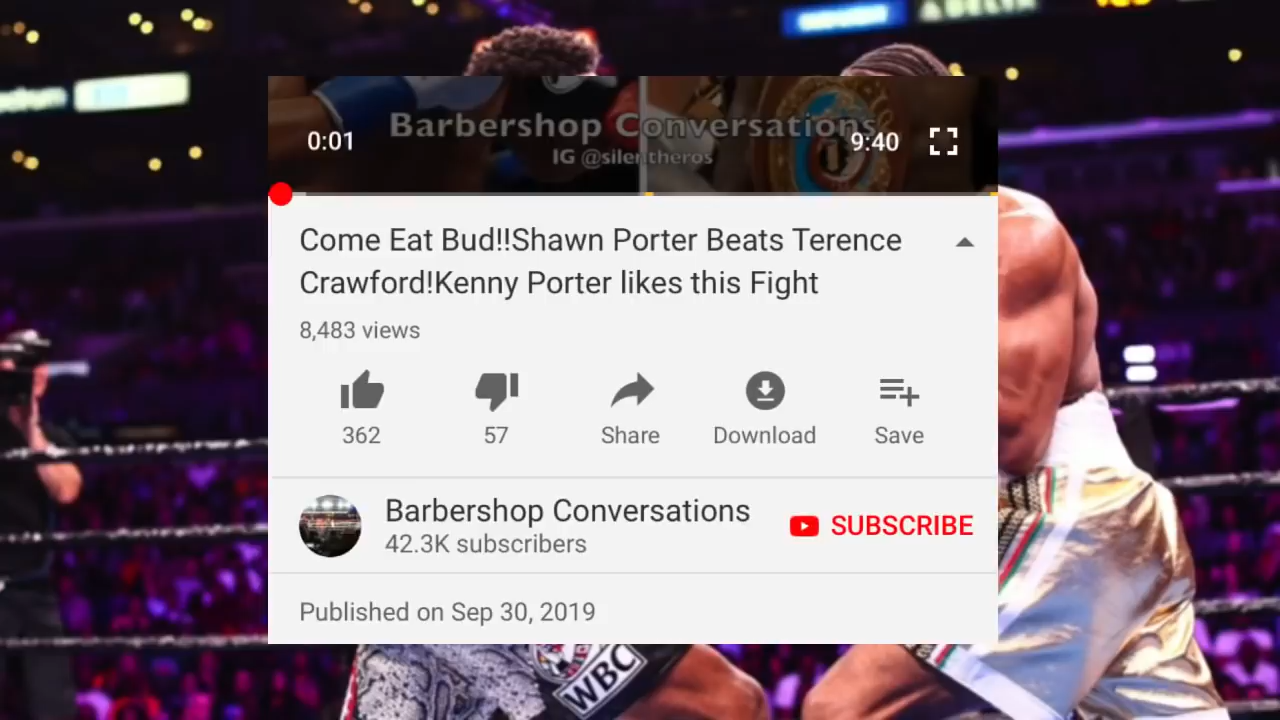 Barbershop Conversations
IG @silentheros
0:01
9:40
Come Eat Bud!!Shawn Porter Beats Terence
Crawford!Kenny Porter likes this Fight
8,483 views
362
57
Share
Download
Save
Barbershop Conversations
42.3K subscribers
SUBSCRIBE
Published on Sep 30, 2019
WBC